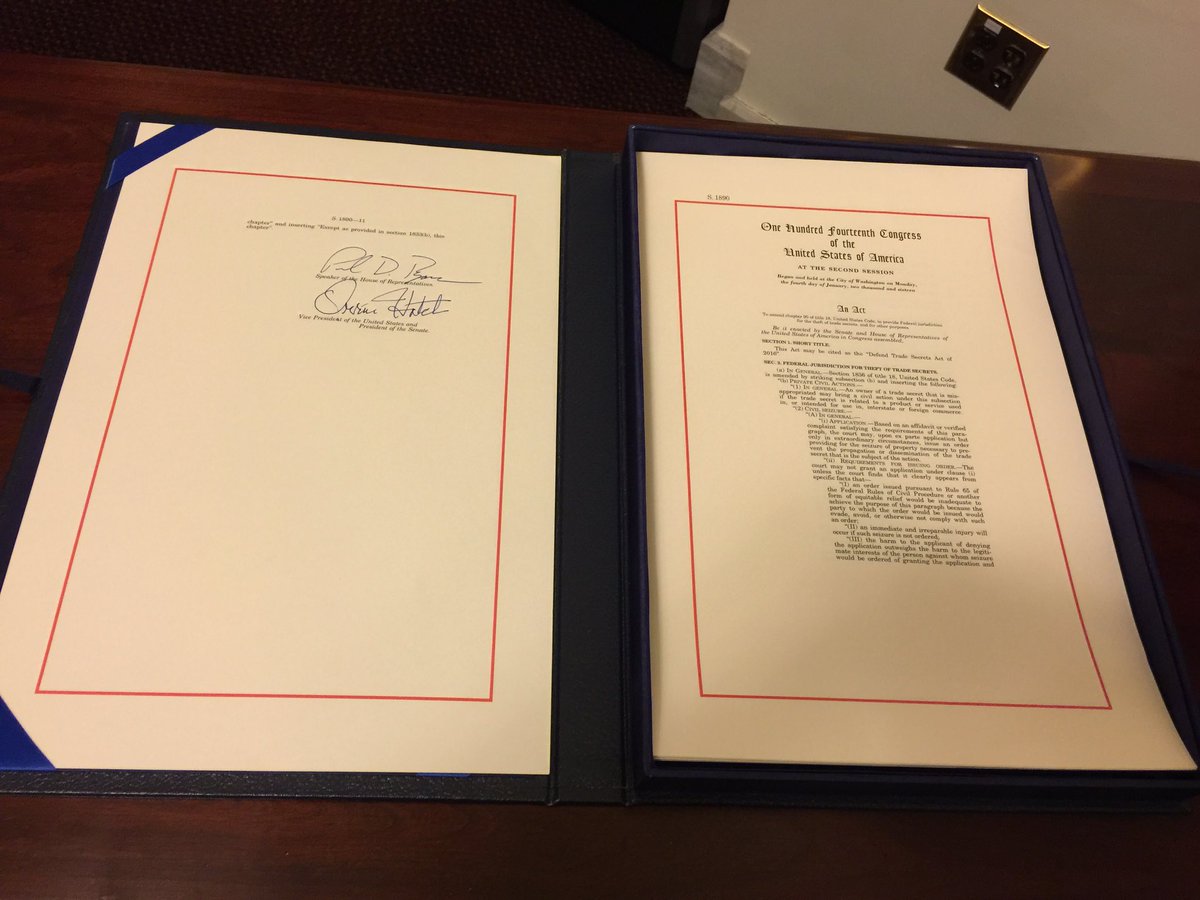 S. 1890—11
chapter" and inserting "Except as provided in section 1833(b), this
chapter"
Speaker of the House of Representatives.
Vice President of the United States and
President of the Senate.
S. 1890
One Hundred Fourteenth Congress
of the
United States of America
AT THE SECOND SESSION
Begun and held at the City of Washington on Monday,
the fourth day of January, two thousand and sixteen
An Act
To amend chapter 90 of title 18, United States Code, to provide Federal jurisdiction
for the theft of trade secrets, and for other purposes
Be it enacted by the Senate and House of Representatives of
the United States of America in Congress assembled,
SECTION 1. SHORT TITLE.
This Act may be cited as the "Defend Trade Secrets Act of
2016".
SEC. 2. FEDERAL JURISDICTION FOR THEFT OF TRADE SECRETS.
(a) IN GENERAL.—Section 1836 of title 18, United States Code,
is amended by striking subsection (b) and inserting the following:
"(b) PRIVATE CIVIL ACTIONS.—
"(1) IN GENERAL.—An owner of a trade secret that is mis-
appropriated may bring a civil action under this subsection
if the trade secret is related to a product or service used
in, or intended for use in, interstate or foreign commerce.
"(2) CIVIL SEIZURE.—
"(A) IN GENERAL.—
"(i) APPLICATION.—Based on an affidavit or verified
complaint satisfying the requirements of this para-
graph, the court may, upon ex parte application but
only in extraordinary circumstances, issue an order
providing for the seizure of property necessary to pre-
vent the propagation or dissemination of the trade
secret that is the subject of the action.
"(ii) REQUIREMENTS FOR ISSUING ORDER.—The
court may not grant an application under clause (i)
unless the court finds that it clearly appears from
specific facts that—
"(I) an order issued pursuant to Rule 65 of
the Federal Rules of Civil Procedure or another
form of equitable relief would be inadequate to
achieve the purpose of this paragraph because the
party to which the order would be issued would
evade, avoid, or otherwise not comply with such
an order;
"(II) an immediate and irreparable injury will
occur if such seizure is not ordered;
"(III) the harm to the applicant of denying
the application outweighs the harm to the legiti-
mate interests of the person against whom seizure
would be ordered of granting the application and